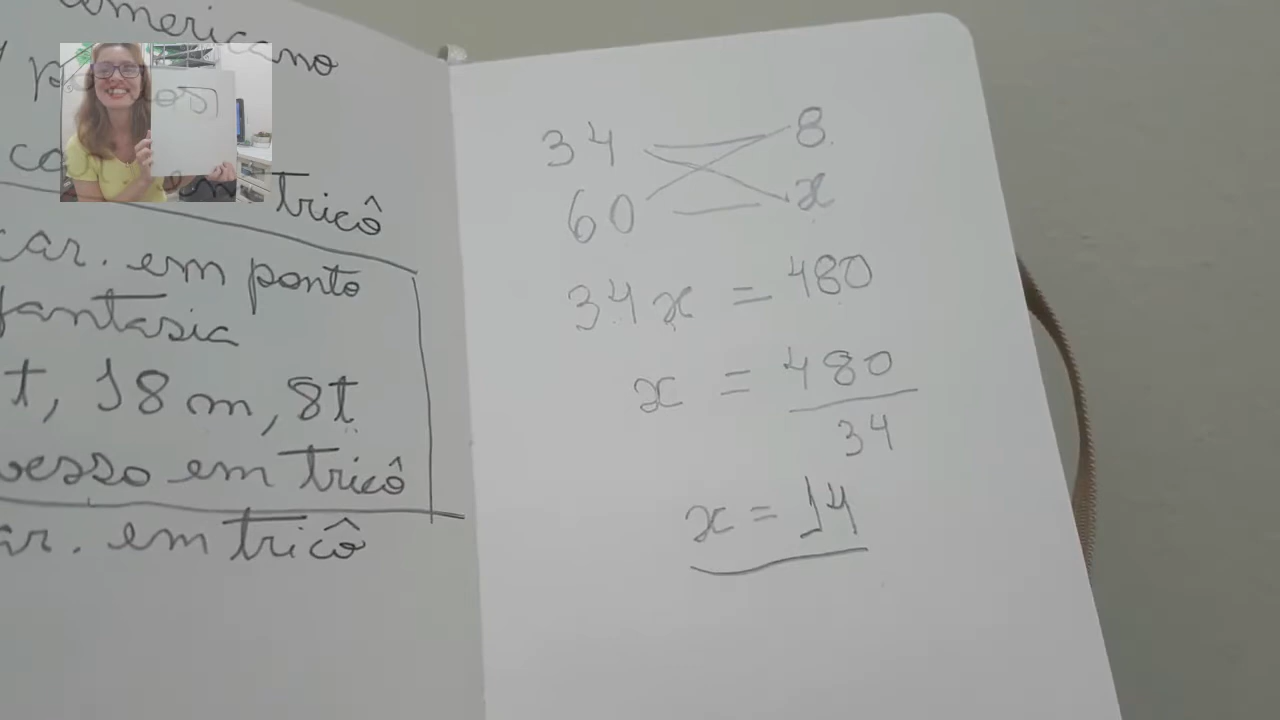 americano
em tricô
car. em ponto
fantasia
t, 18 m, 8t
em tricô
ar. em tricô
34 8
60 x
34x = 480
x = 480
34
x = 14